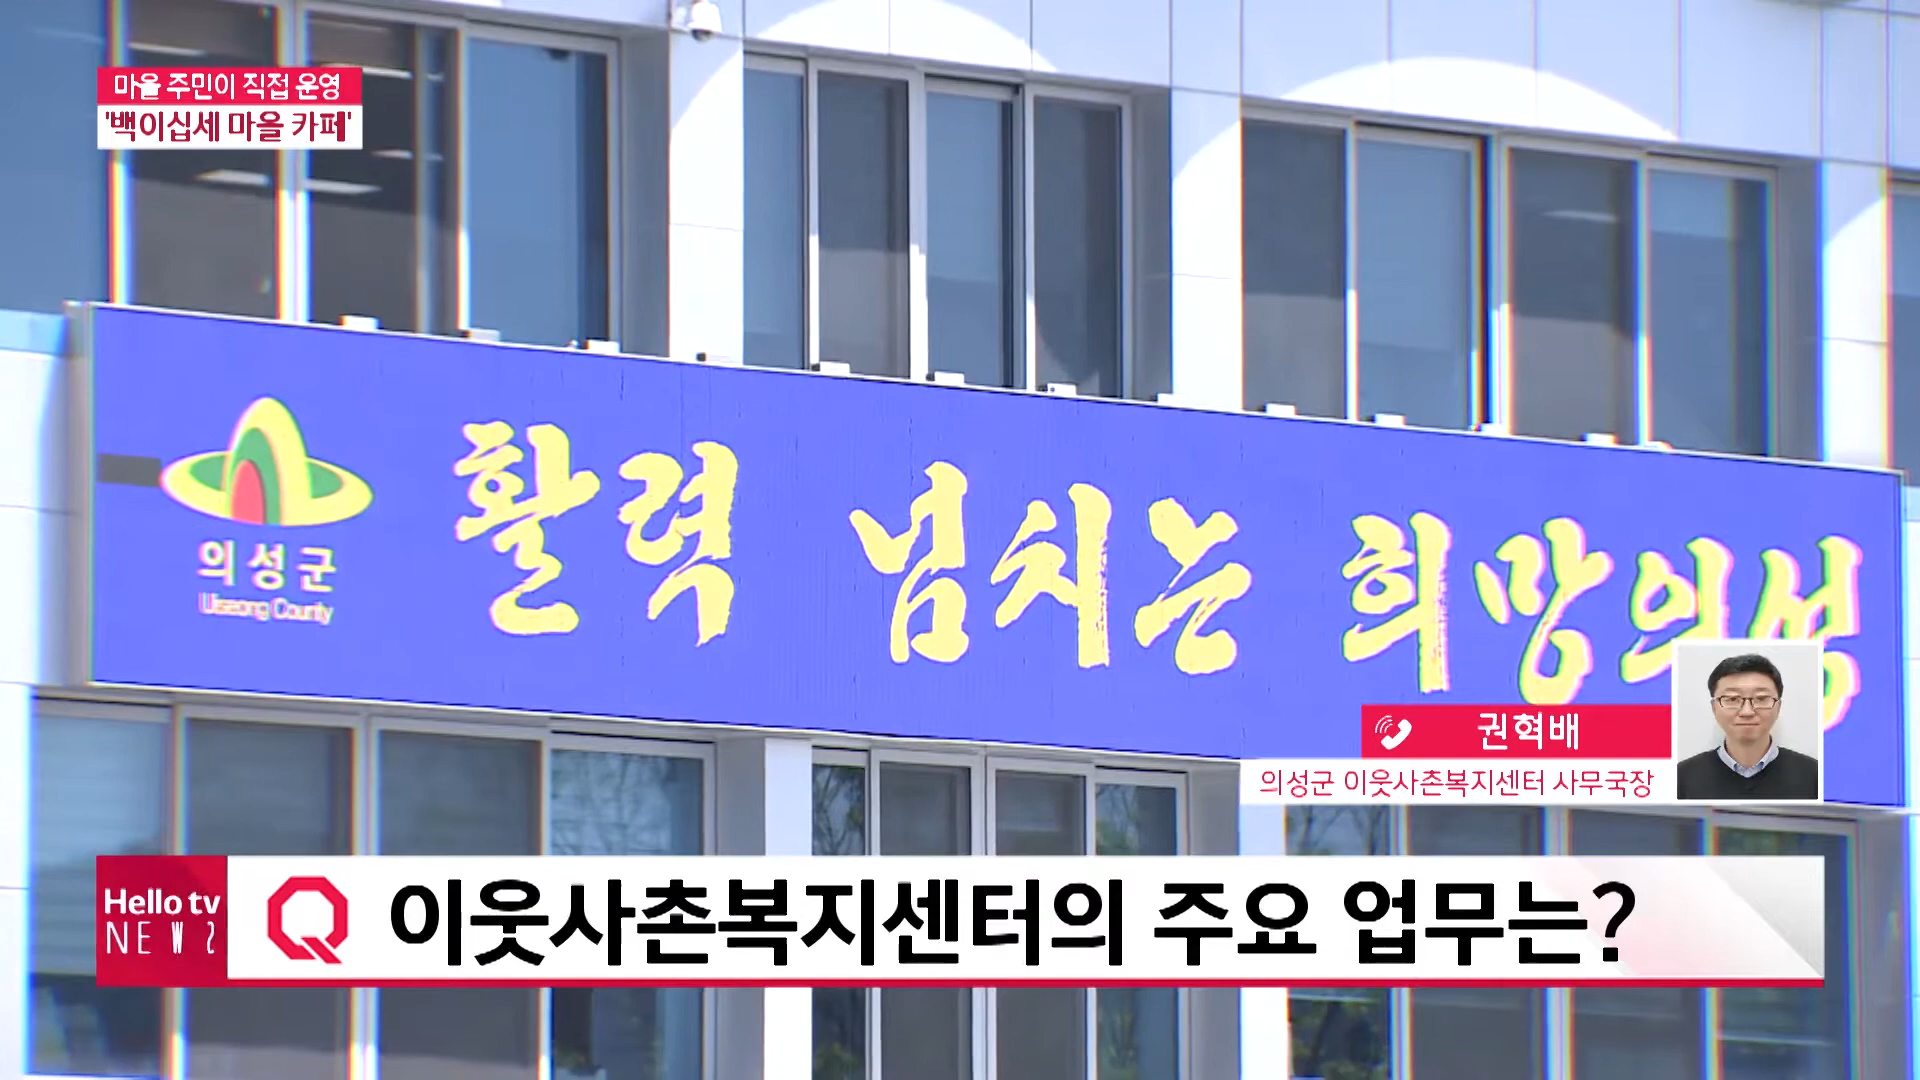 마을 주민이 직접 운영
'백이십세 마을 카페'
활력 넘치는 희망의성
의성군
Uiseong County
권혁배
의성군 이웃사촌복지센터 사무국장
Hello tv
NEWS
Q 이웃사촌복지센터의 주요 업무는?